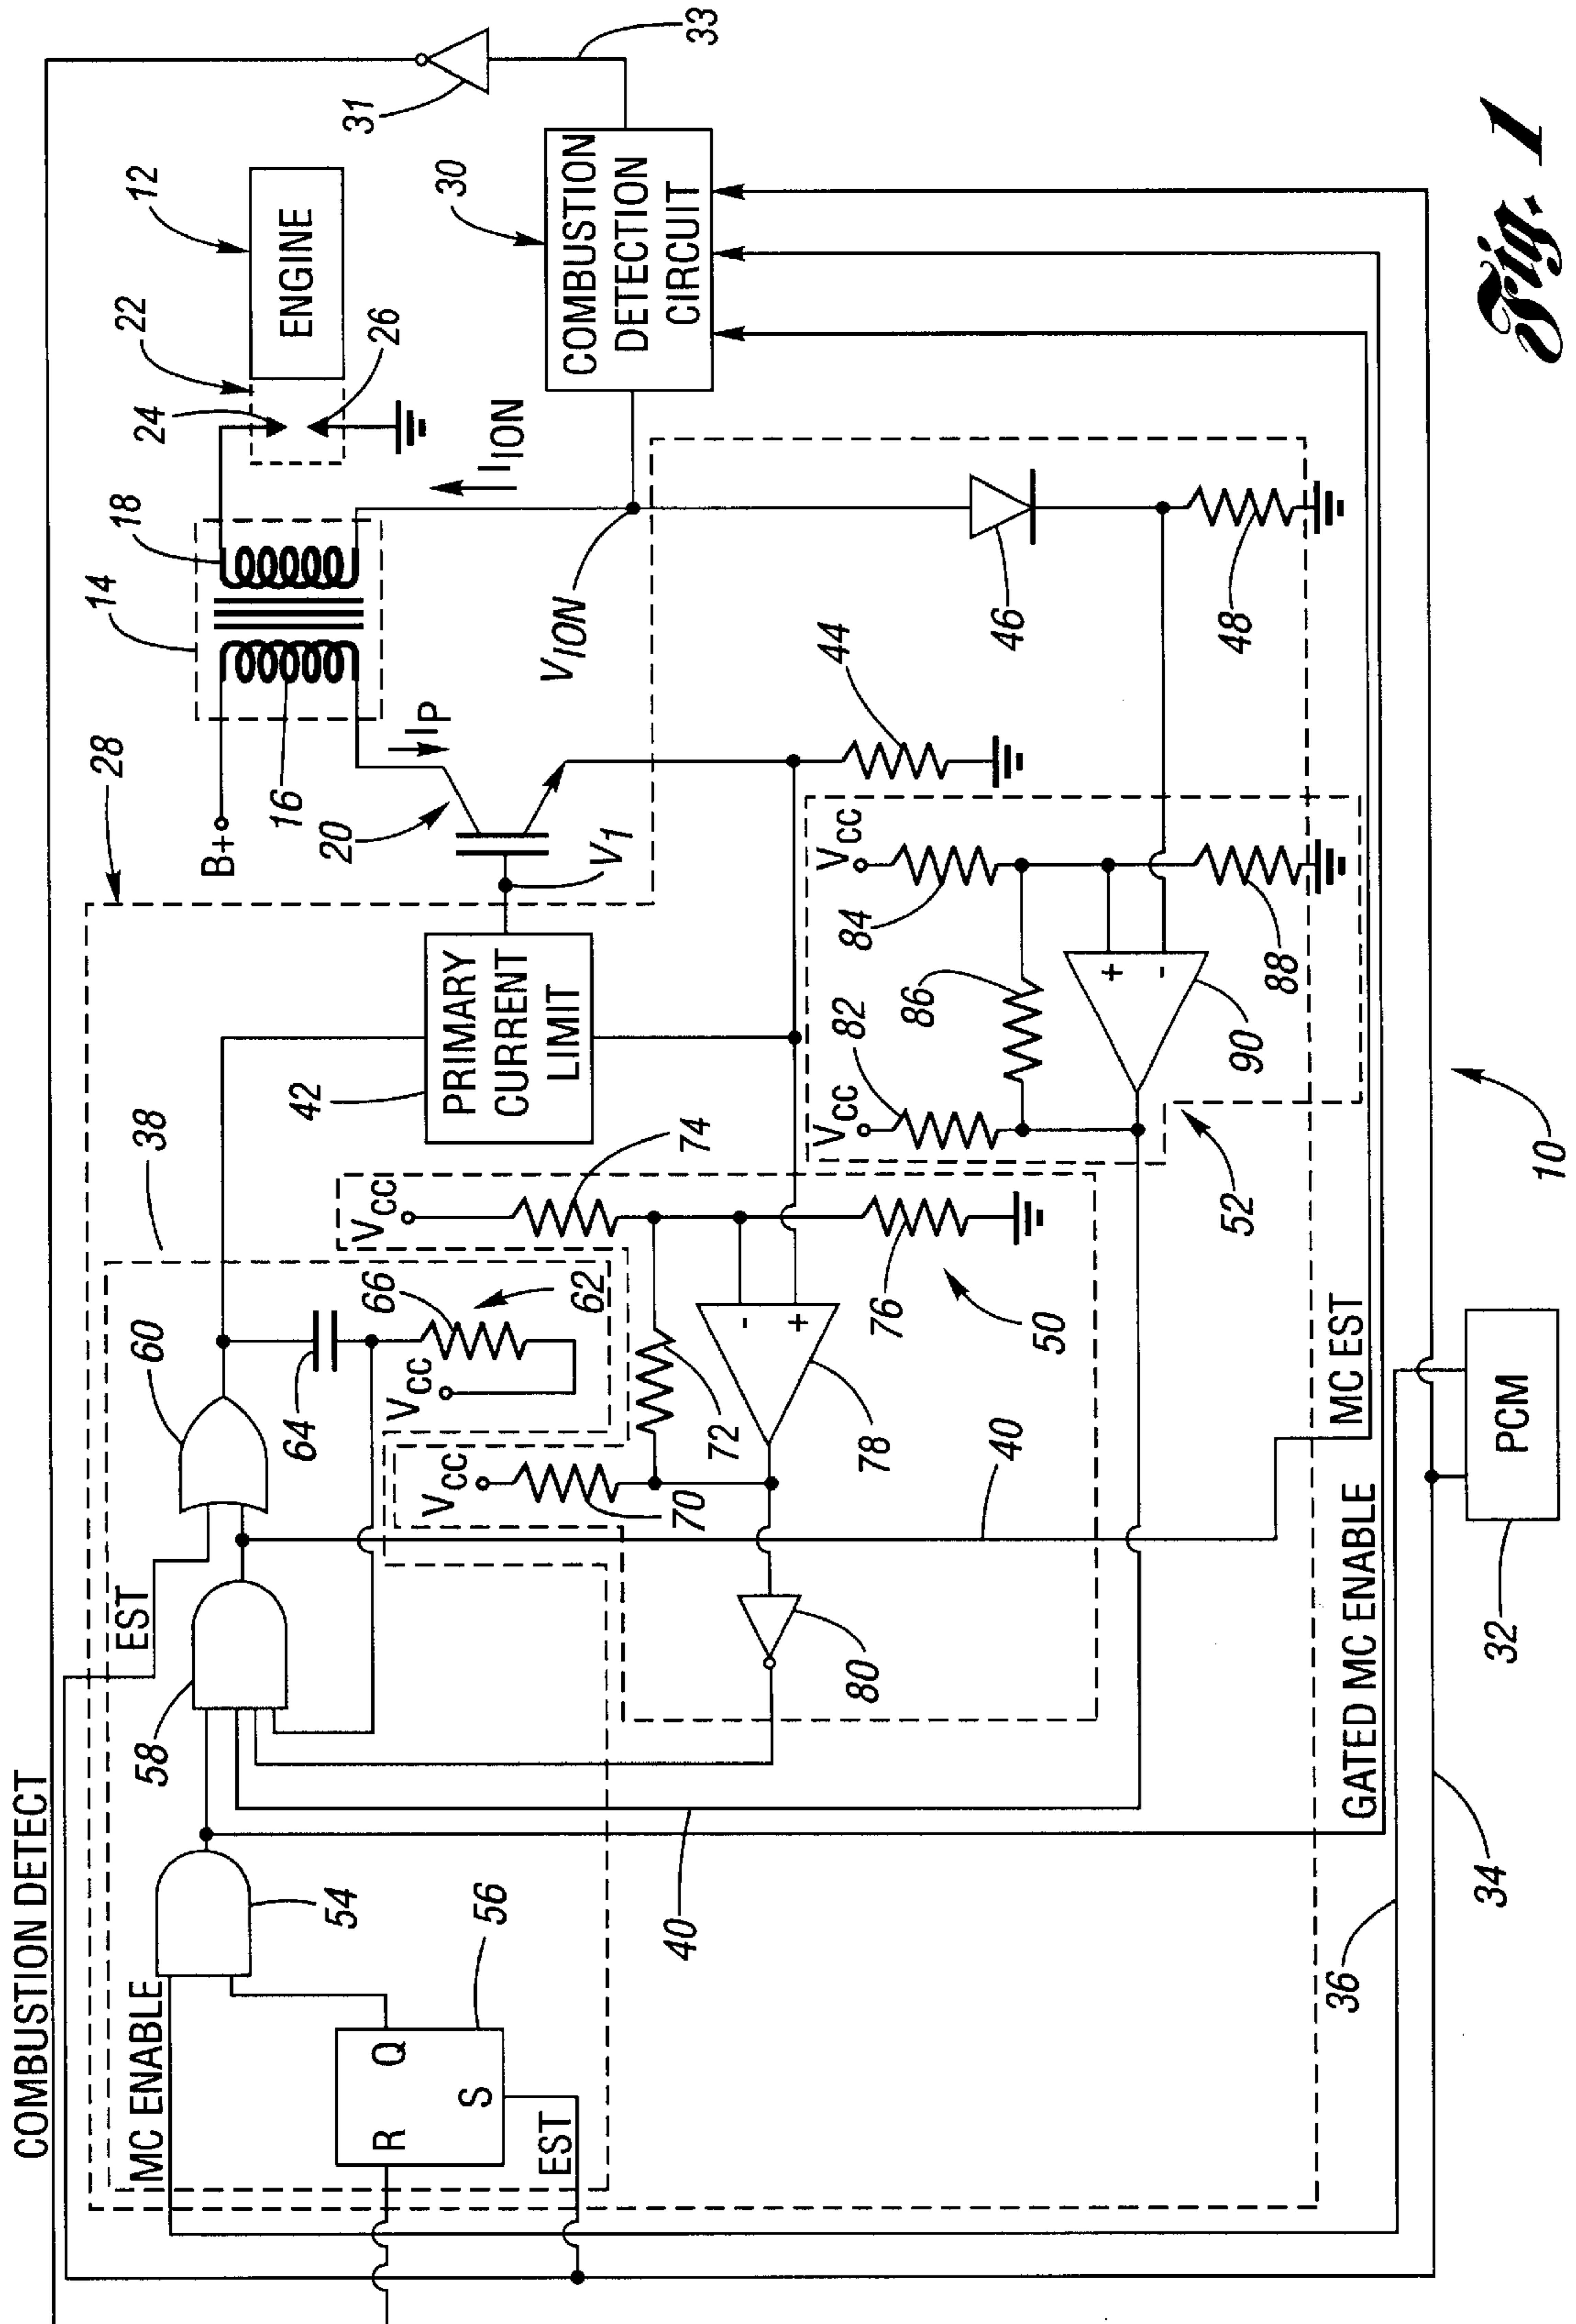 COMBUSTION DETECT
33
31
12
ENGINE
22
24
26
30
COMBUSTION
DETECTION
CIRCUIT
I ION
18
14
16
B+
I P
20
V1
VION
28
PRIMARY
CURRENT
LIMIT
42
44
46
48
VCC
84
86
82
VCC
+
-
88
90
52
38
60
64
66
62
VCC
VCC
74
72
70
VCC
-
+
76
78
50
80
EST
58
40
MC EST
40
GATED MC ENABLE
MC ENABLE
54
56
R
Q
S
EST
36
34
PCM
32
10
Fig. 1